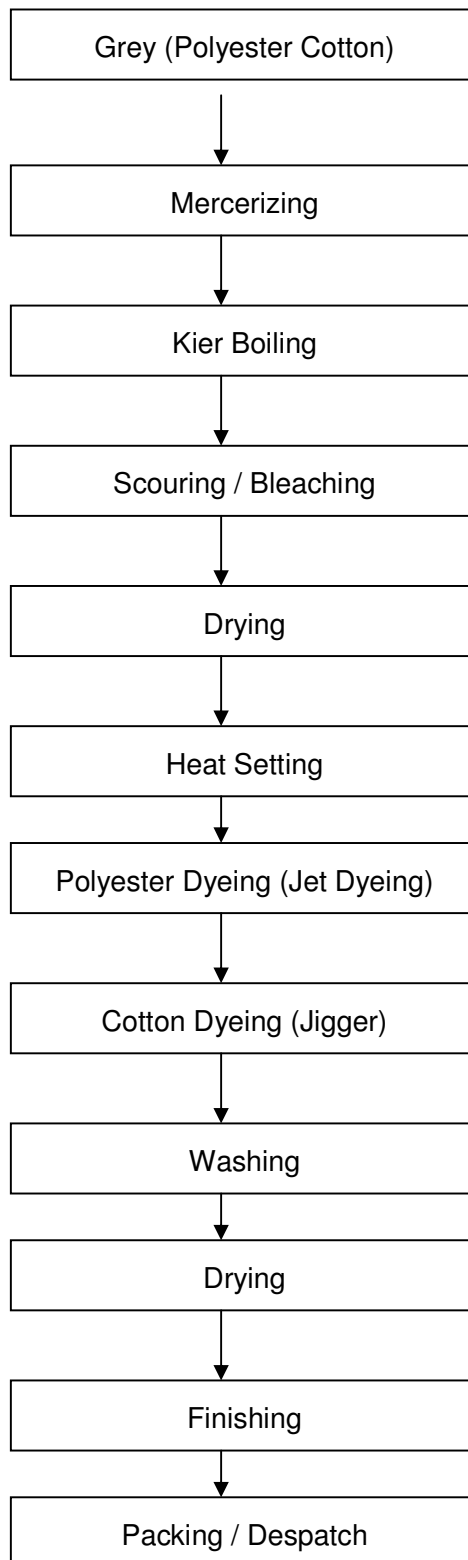 Grey (Polyester Cotton)
Mercerizing
Kier Boiling
Scouring / Bleaching
Drying
Heat Setting
Polyester Dyeing (Jet Dyeing)
Cotton Dyeing (Jigger)
Washing
Drying
Finishing
Packing / Despatch